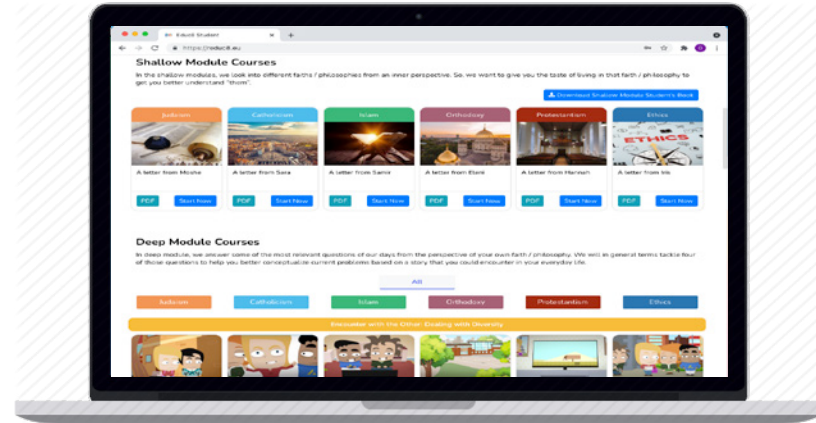 Edu8 Student
https://reduc8.eu
Shallow Module Courses
In the shallow modules, we look into different faiths / philosophies from an inner perspective. So, we want to give you the taste of living in that faith / philosophy to
get you better understand "them".
Download Shallow Module Student's Book
Judaism Catholicism Islam Orthodoxy Protestantism Ethics
ETHICS
A letter from Moshe A letter from Sara A letter from Samir A letter from Eleni A letter from Hannah A letter from Iris
PDF Start Now PDF Start Now PDF Start Now PDF Start Now PDF Start Now PDF Start Now
Deep Module Courses
In deep module, we answer some of the most relevant questions of our days from the perspective of your own faith / philosophy. We will in general terms tackle four
of those questions to help you better conceptualize current problems based on a story that you could encounter in your everyday life.
All
Judaism Catholicism Islam Orthodoxy Protestantism Ethics
Encounter with the Other: Dealing with Diversity